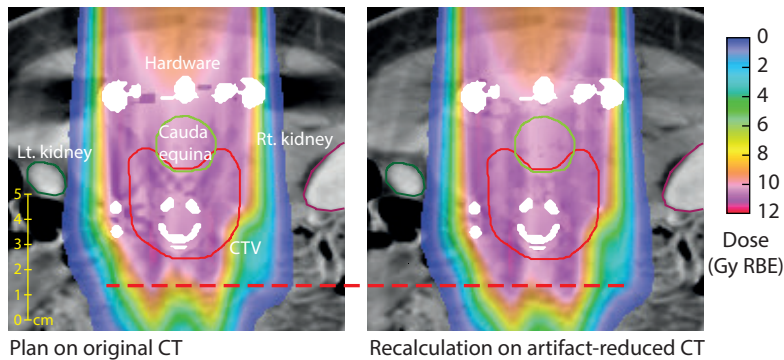 Hardware
Cauda
equina
Lt. kidney
Rt. kidney
CTV
5
4
3
2
1
0
cm
0
2
4
6
8
10
12
Dose
(Gy RBE)
Plan on original CT
Recalculation on artifact-reduced CT